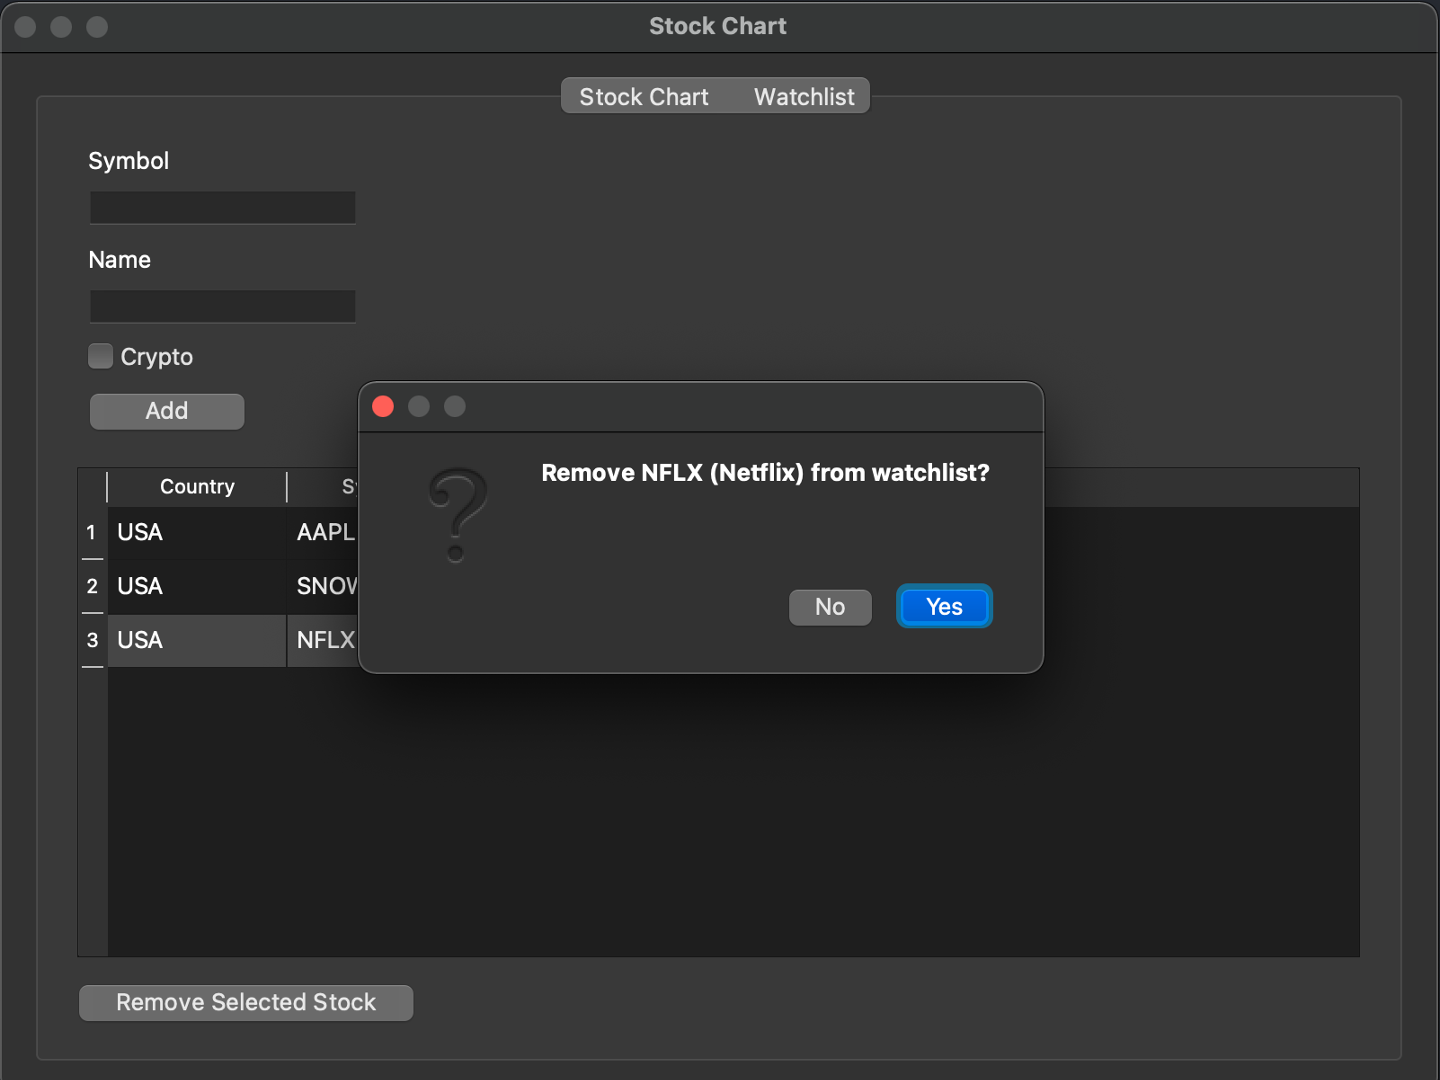 Stock Chart
Stock Chart Watchlist
Symbol
Name
Crypto
Add
Remove NFLX (Netflix) from watchlist?
No Yes
Country
1 USA AAPL
2 USA
3 USA NFLX
Remove Selected Stock